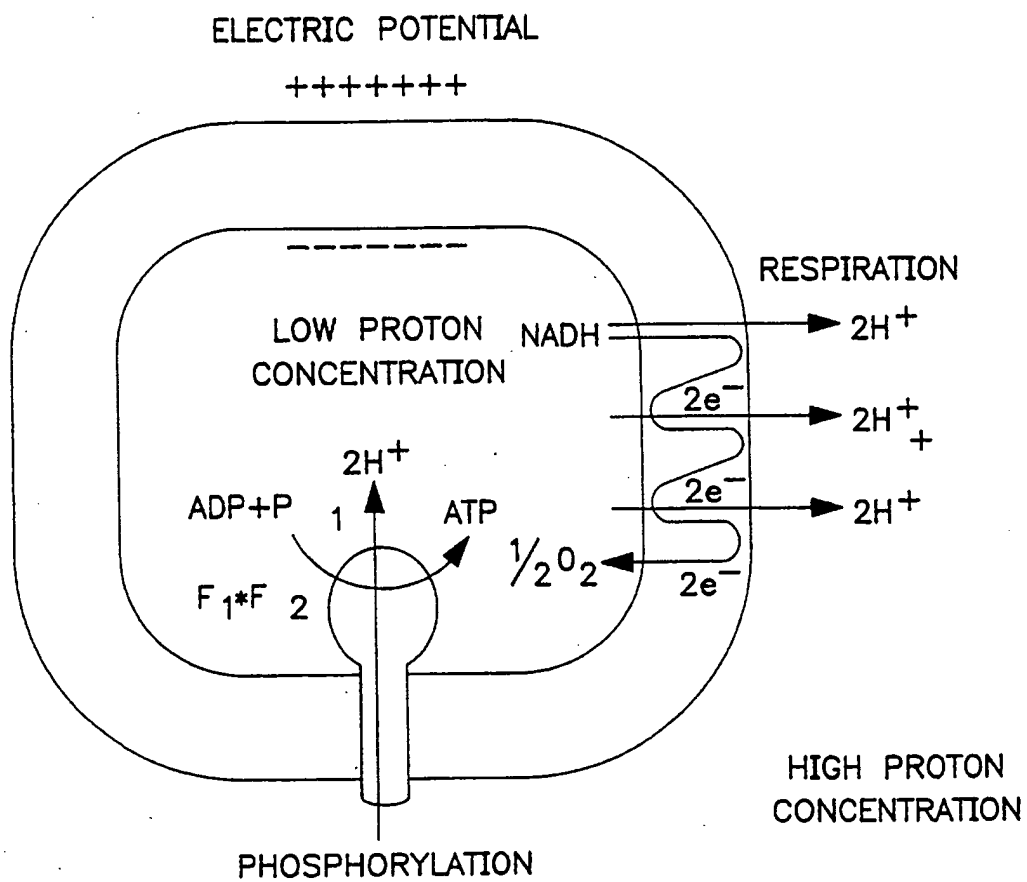 ELECTRIC POTENTIAL
+++++++
-------
RESPIRATION
LOW PROTON
CONCENTRATION
NADH
2H+
2e-
2H+
+
2e-
2H+
2H+
ADP+P
1
ATP
1/2O2
2e-
F1*F 2
HIGH PROTON
CONCENTRATION
PHOSPHORYLATION